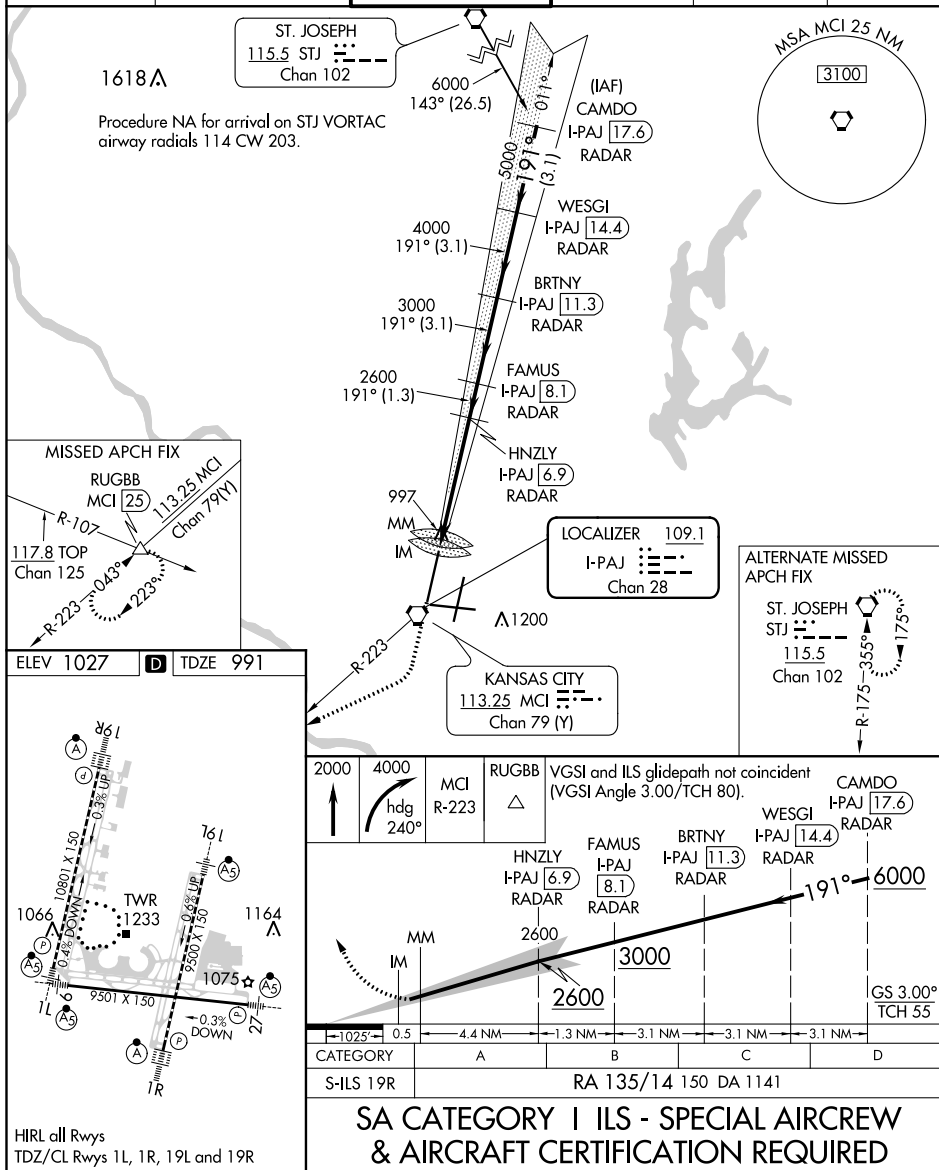 ST. JOSEPH
115.5 STJ
Chan 102
1618
6000
143° (26.5)
Procedure NA for arrival on STJ VORTAC
airway radials 114 CW 203.
011°
(IAF)
CAMDO
I-PAJ 17.6
RADAR
MSA MCI 25 NM
3100
5000
191°
(3.1)
WESGI
I-PAJ 14.4
RADAR
4000
191° (3.1)
BRTNY
I-PAJ 11.3
RADAR
3000
191° (3.1)
FAMUS
I-PAJ 8.1
RADAR
2600
191° (1.3)
HNZLY
I-PAJ 6.9
RADAR
997
MM
IM
MISSED APCH FIX
RUGBB
MCI 25
113.25 MCI
Chan 79(Y)
R-107
117.8 TOP
Chan 125
043°
R-223
223°
LOCALIZER 109.1
I-PAJ
Chan 28
1200
R-223
KANSAS CITY
113.25 MCI
Chan 79 (Y)
ALTERNATE MISSED
APCH FIX
ST. JOSEPH
STJ
115.5
Chan 102
175°
355°
R-175
ELEV 1027 D TDZE 991
19R
A
P
0.3% UP
10801 X 150
0.4% DOWN
19L
A5
0.6% UP
9500 X 150
TWR
1233
1066
1164
P
A5
1075
A5
P
1L
9
9501 X 150
27
A5
0.3%
DOWN
A
P
1R
HIRL all Rwys
TDZ/CL Rwys 1L, 1R, 19L and 19R
2000
4000
hdg
240°
MCI
R-223
RUGBB
VGSI and ILS glidepath not coincident
(VGSI Angle 3.00/TCH 80).
CAMDO
I-PAJ 17.6
RADAR
WESGI
I-PAJ 14.4
RADAR
BRTNY
I-PAJ 11.3
RADAR
FAMUS
I-PAJ
8.1
RADAR
HNZLY
I-PAJ 6.9
RADAR
191°
6000
2600
3000
2600
MM
IM
GS 3.00°
TCH 55
1025' 0.5 4.4 NM 1.3 NM 3.1 NM 3.1 NM 3.1 NM
CATEGORY A B C D
S-ILS 19R RA 135/14 150 DA 1141
SA CATEGORY I ILS - SPECIAL AIRCREW
& AIRCRAFT CERTIFICATION REQUIRED